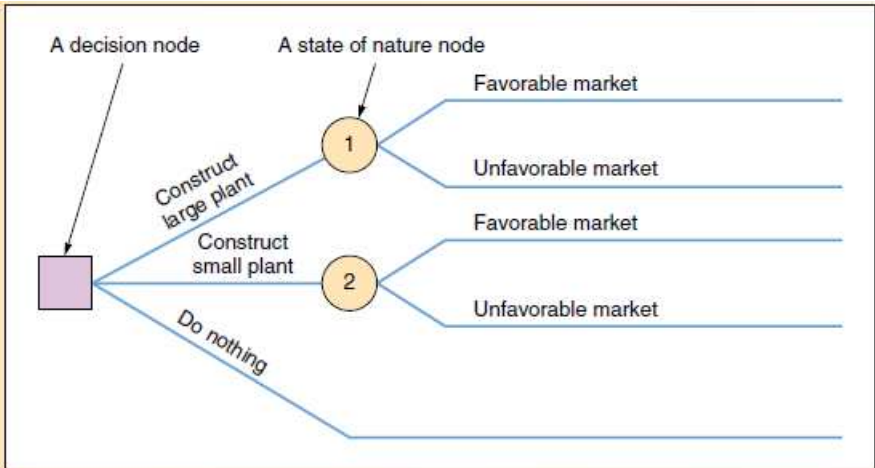 A decision node
A state of nature node
Favorable market
1
Unfavorable market
Construct
large plant
Favorable market
Construct
small plant
2
Unfavorable market
Do nothing